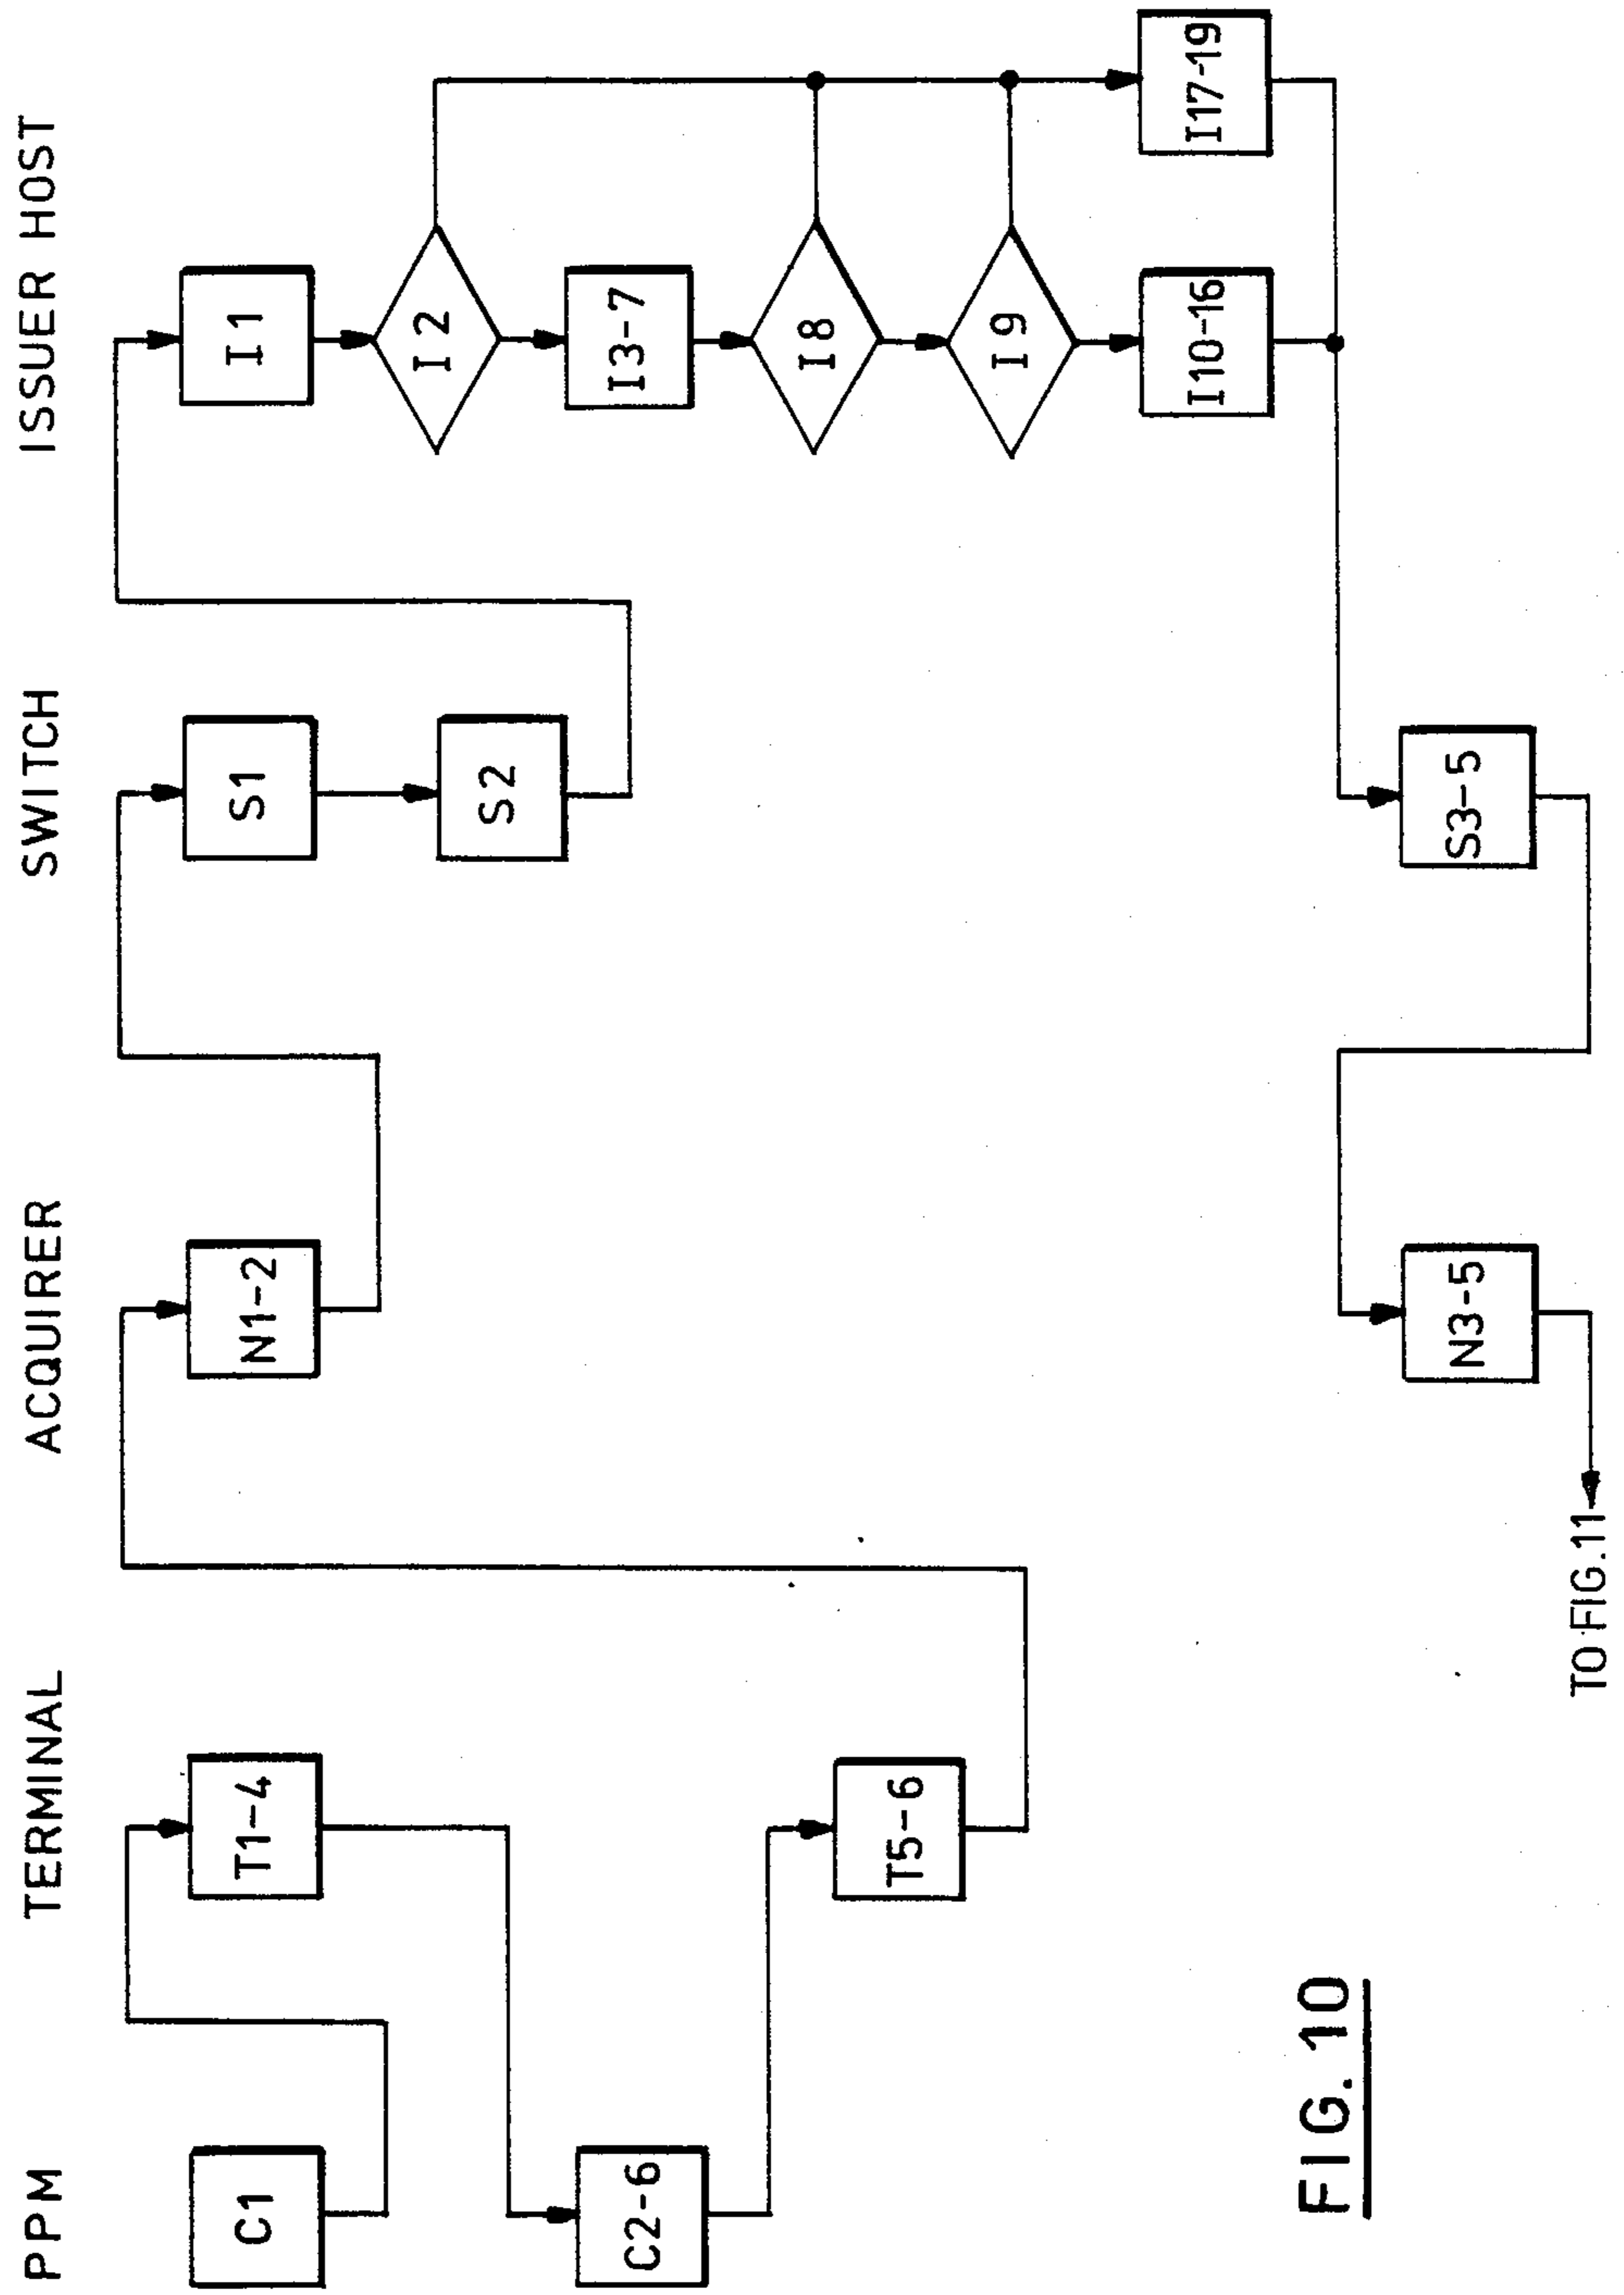 PPM
TERMINAL
ACQUIRER
SWITCH
ISSUER HOST
C1
T1-4
N1-2
S1
I1
S2
I2
C2-6
I3-7
T5-6
I8
I9
I10-16
I17-19
N3-5
S3-5
TO FIG.11
FIG. 10